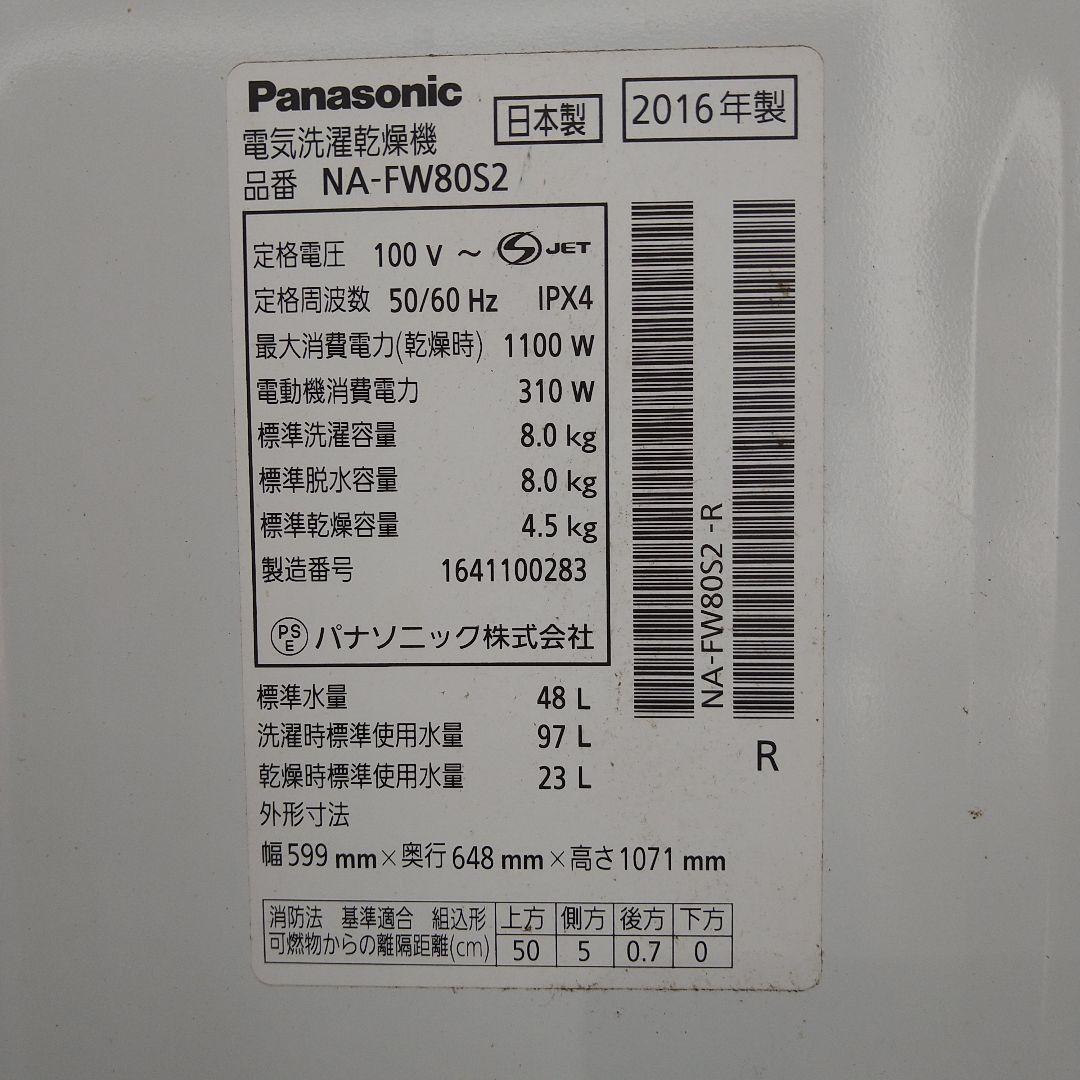 Panasonic
日本製
2016年製
電気洗濯乾燥機
品番 NA-FW80S2
定格電圧 100 V ~ S JET
定格周波数 50/60 Hz IPX4
最大消費電力(乾燥時) 1100 W
電動機消費電力 310 W
標準洗濯容量 8.0 kg
標準脱水容量 8.0 kg
標準乾燥容量 4.5 kg
製造番号 1641100283
PSE パナソニック株式会社
NA-FW80S2 -R
R
標準水量 48 L
洗濯時標準使用水量 97 L
乾燥時標準使用水量 23 L
外形寸法
幅 599 mm × 奥行 648 mm × 高さ 1071 mm
消防法 基準適合 組込形 上方 側方 後方 下方
可燃物からの離隔距離(cm) 50 5 0.7 0